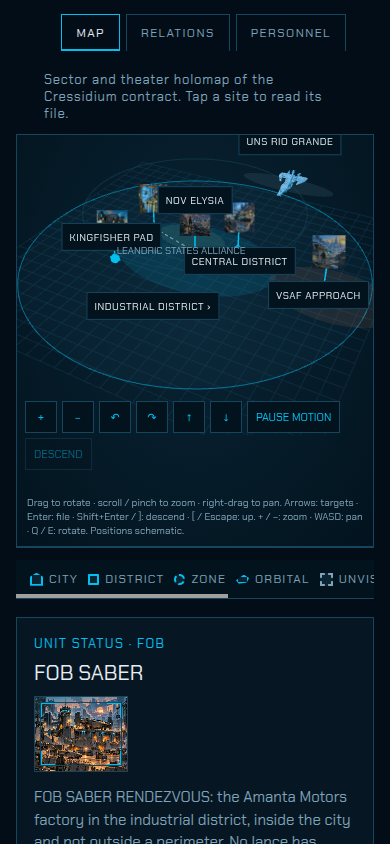 MAP
RELATIONS
PERSONNEL
Sector and theater holomap of the
Cressidium contract. Tap a site to read its
file.
UNS RIO GRANDE
NOV ELYSIA
KINGFISHER PAD
LEANDRIC STATES ALLIANCE
CENTRAL DISTRICT
VSAF APPROACH
INDUSTRIAL DISTRICT ›
+
−
↶
↷
↑
↓
PAUSE MOTION
DESCEND
Drag to rotate · scroll / pinch to zoom · right-drag to pan. Arrows: targets ·
Enter: file · Shift+Enter / ]: descend · [ / Escape: up. + / −: zoom · WASD: pan
· Q / E: rotate. Positions schematic.
CITY
DISTRICT
ZONE
ORBITAL
UNVIS
UNIT STATUS · FOB
FOB SABER
FOB SABER RENDEZVOUS: the Amanta Motors
factory in the industrial district, inside the city
and not outside a perimeter. No lance has